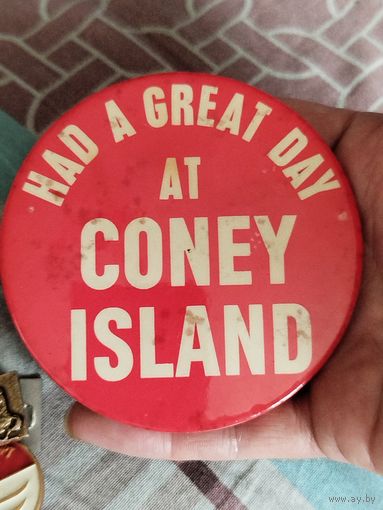 HAD A GREAT DAY
AT
CONEY
ISLAND
www.ay.by